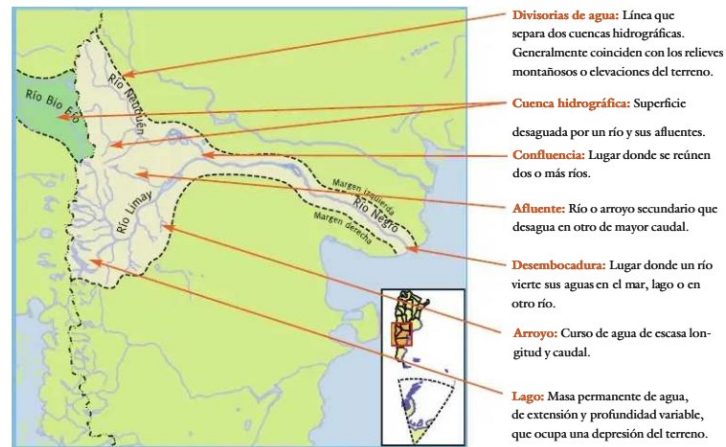 Divisorias de agua: Línea que
separa dos cuencas hidrográficas.
Generalmente coinciden con los relieves
montañosos o elevaciones del terreno.
Cuenca hidrográfica: Superficie
desaguada por un río y sus afluentes.
Confluencia: Lugar donde se reúnen
dos o más ríos.
Afluente: Río o arroyo secundario que
desagua en otro de mayor caudal.
Desembocadura: Lugar donde un río
vierte sus aguas en el mar, lago o en
otro río.
Arroyo: Curso de agua de escasa lon-
gitud y caudal.
Lago: Masa permanente de agua,
de extensión y profundidad variable,
que ocupa una depresión del terreno.
Río Bio Bío
Río Neuquén
Río Limay
Margen izquierda
Río Negro
Margen derecha